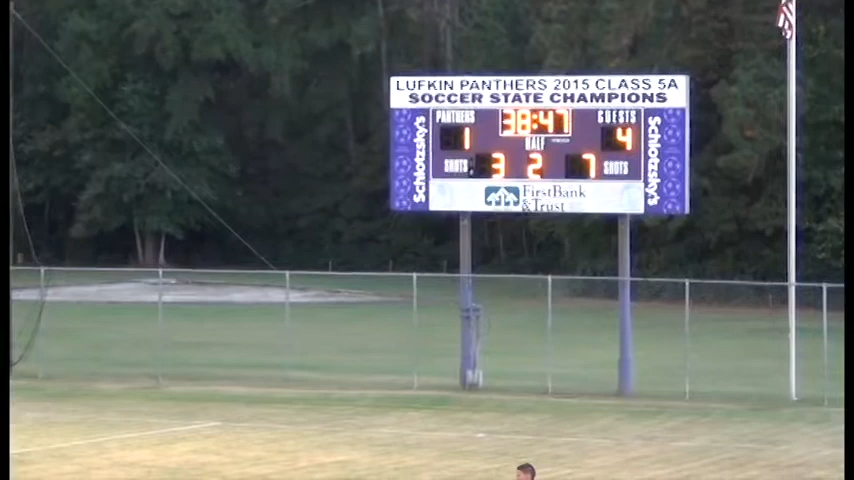 LUFKIN PANTHERS 2015 CLASS 5A
SOCCER STATE CHAMPIONS
Schlotzsky's
PANTHERS
38:47
GUESTS
1
HALF
4
SHOTS
3
2
7
SHOTS
Schlotzsky's
FirstBank
& Trust